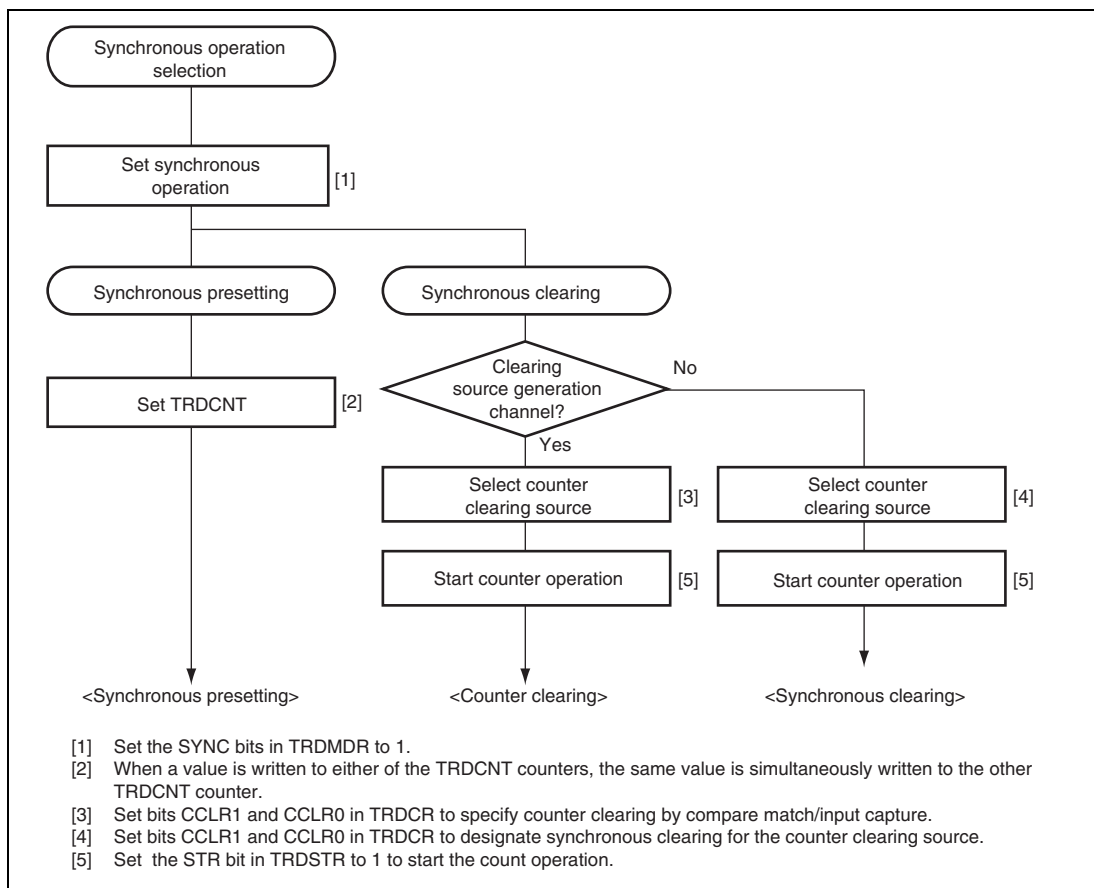 Synchronous operation
selection
Set synchronous
operation
[1]
Synchronous presetting
Synchronous clearing
Set TRDCNT
[2]
Clearing
source generation
channel?
No
Yes
Select counter
clearing source
[3]
Select counter
clearing source
[4]
Start counter operation
[5]
Start counter operation
[5]
<Synchronous presetting>
<Counter clearing>
<Synchronous clearing>
[1] Set the SYNC bits in TRDMDR to 1.
[2] When a value is written to either of the TRDCNT counters, the same value is simultaneously written to the other
TRDCNT counter.
[3] Set bits CCLR1 and CCLR0 in TRDCR to specify counter clearing by compare match/input capture.
[4] Set bits CCLR1 and CCLR0 in TRDCR to designate synchronous clearing for the counter clearing source.
[5] Set the STR bit in TRDSTR to 1 to start the count operation.